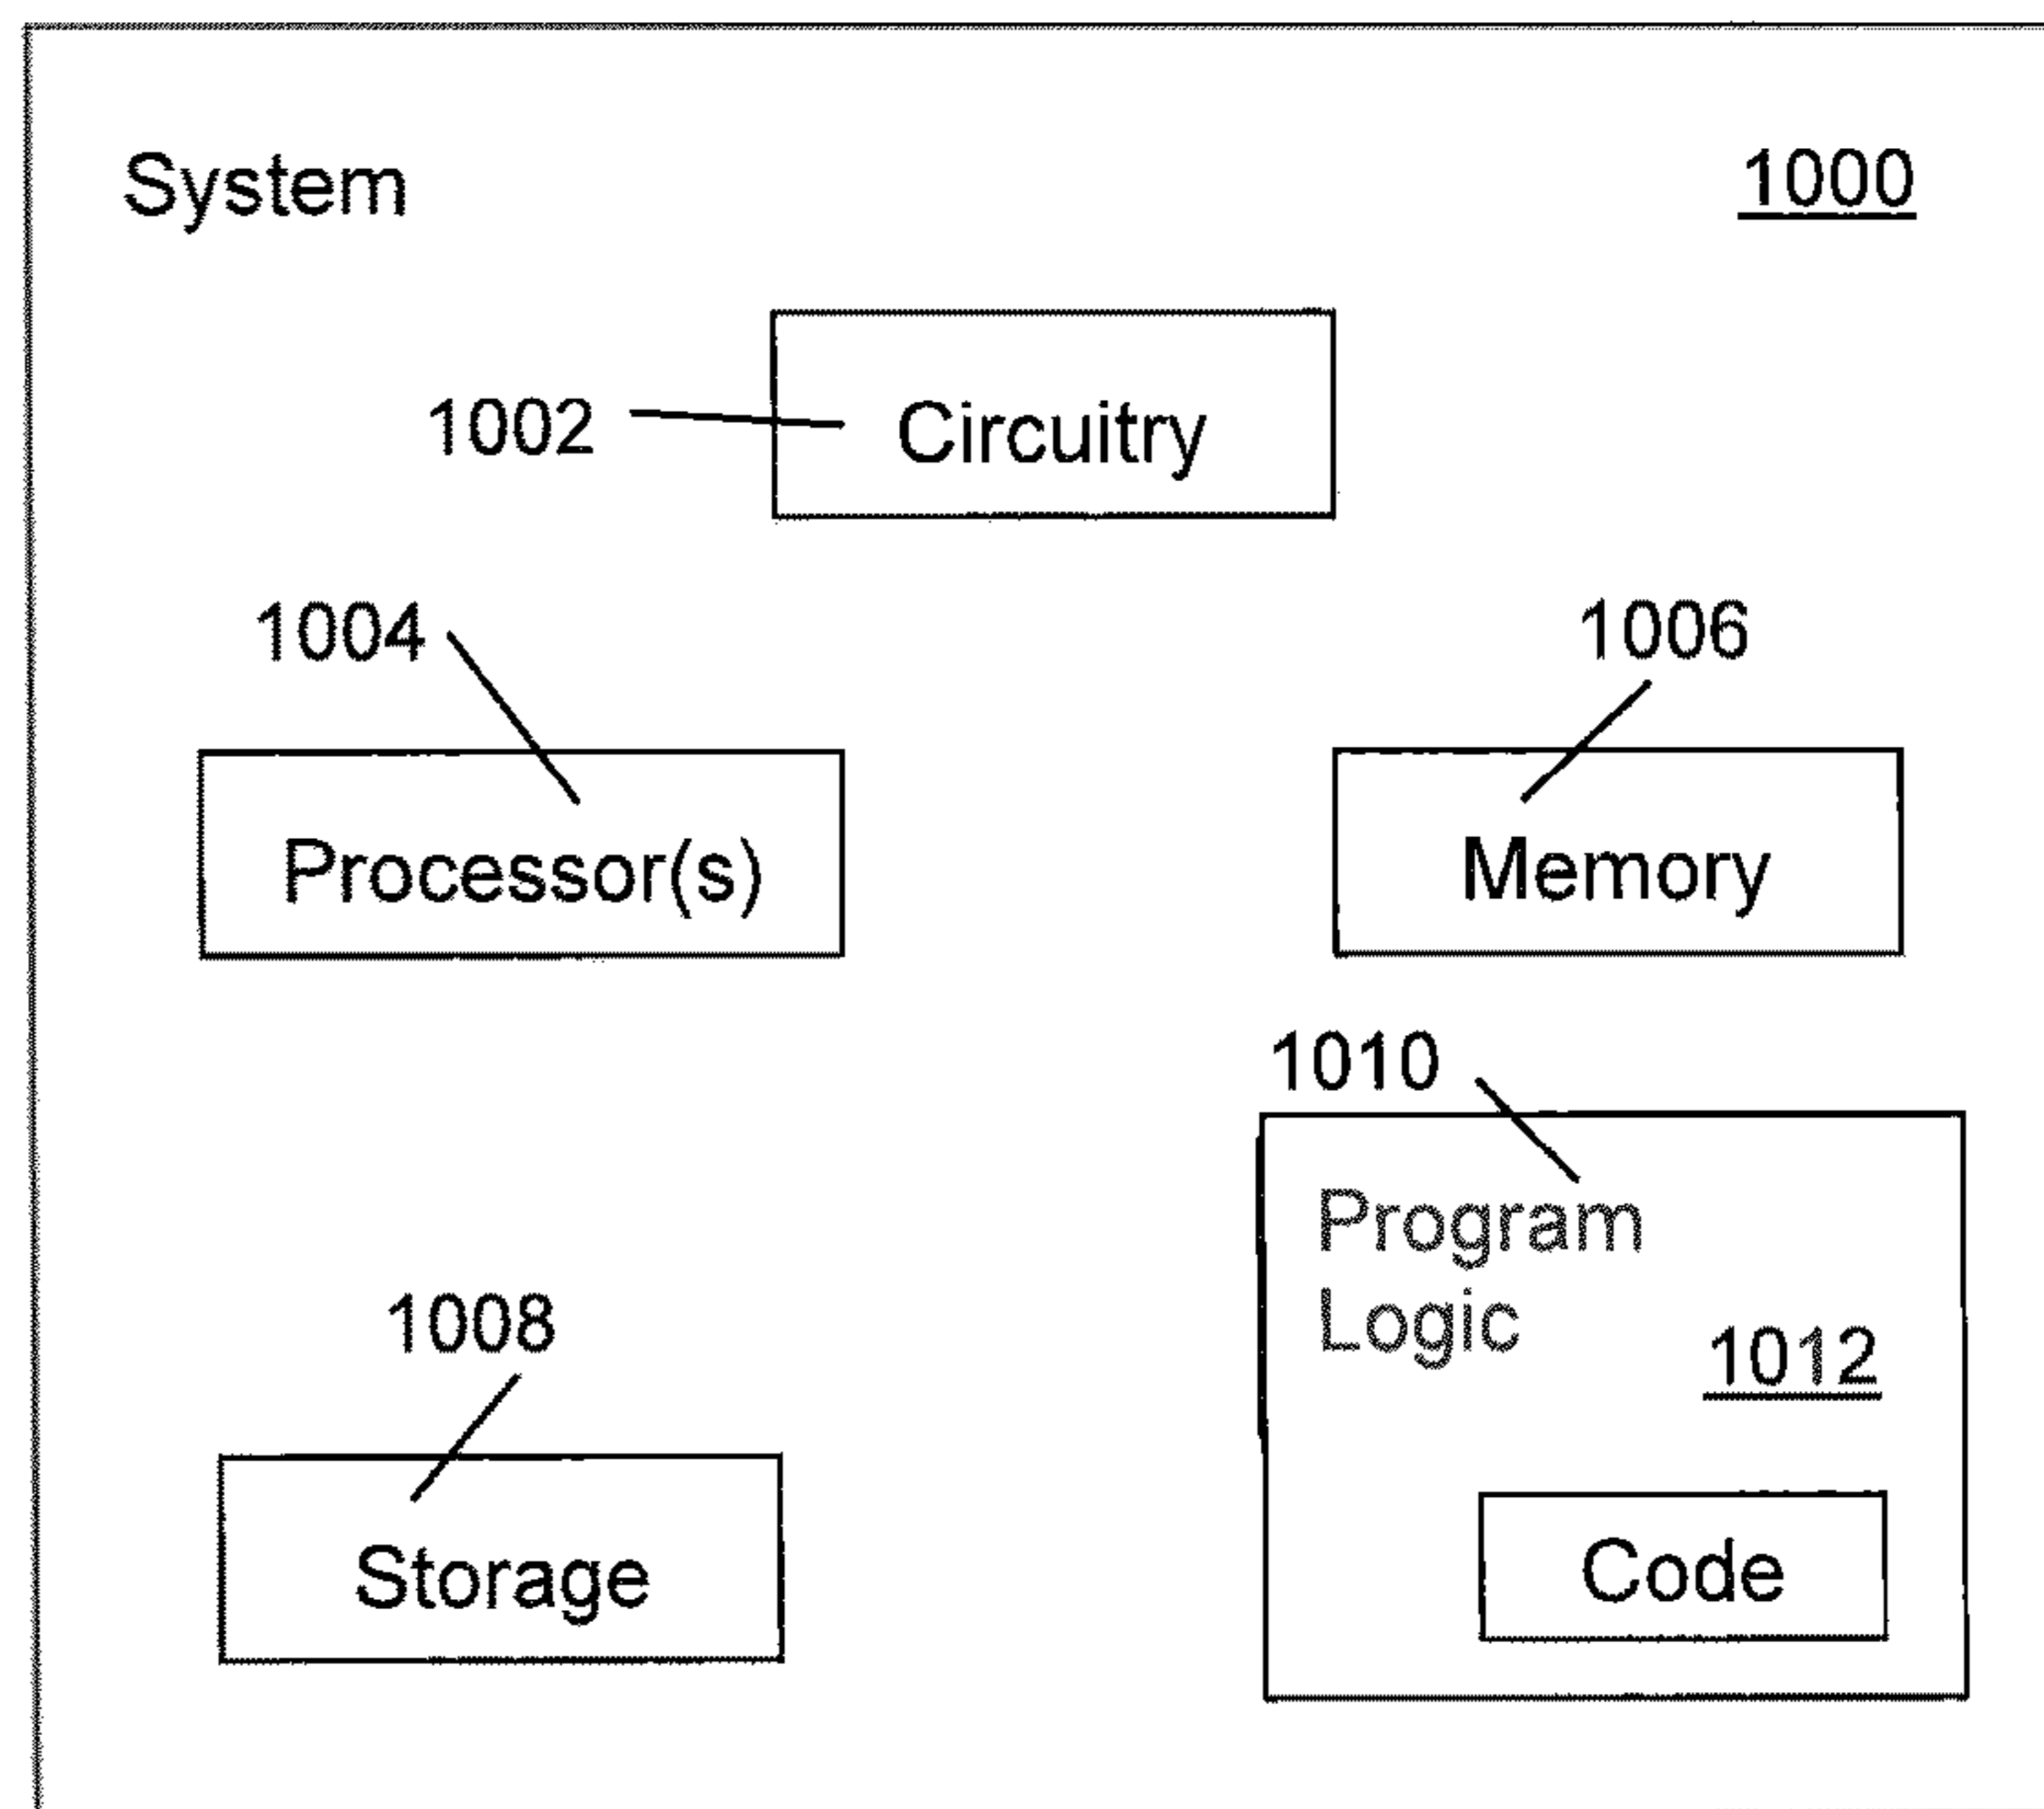 System 1000
1002 Circuitry
1004 1006
Processor(s) Memory
1010
Program
Logic
1008 1012
Storage Code